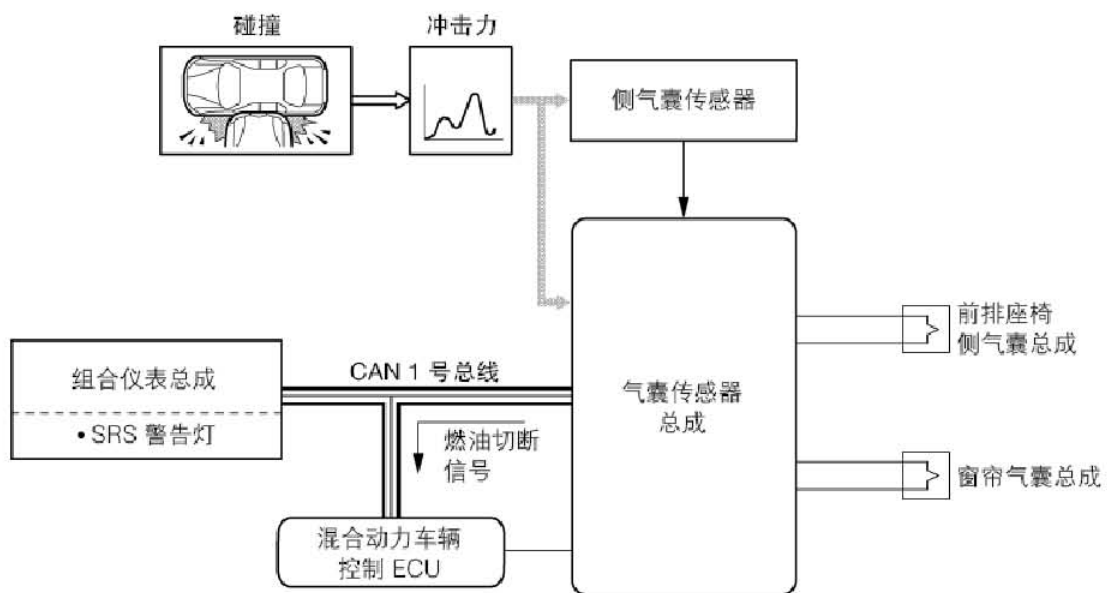 碰撞
冲击力
侧气囊传感器
前排座椅
侧气囊总成
CAN 1 号总线
组合仪表总成
• SRS 警告灯
气囊传感器
总成
燃油切断
信号
窗帘气囊总成
混合动力车辆
控制 ECU